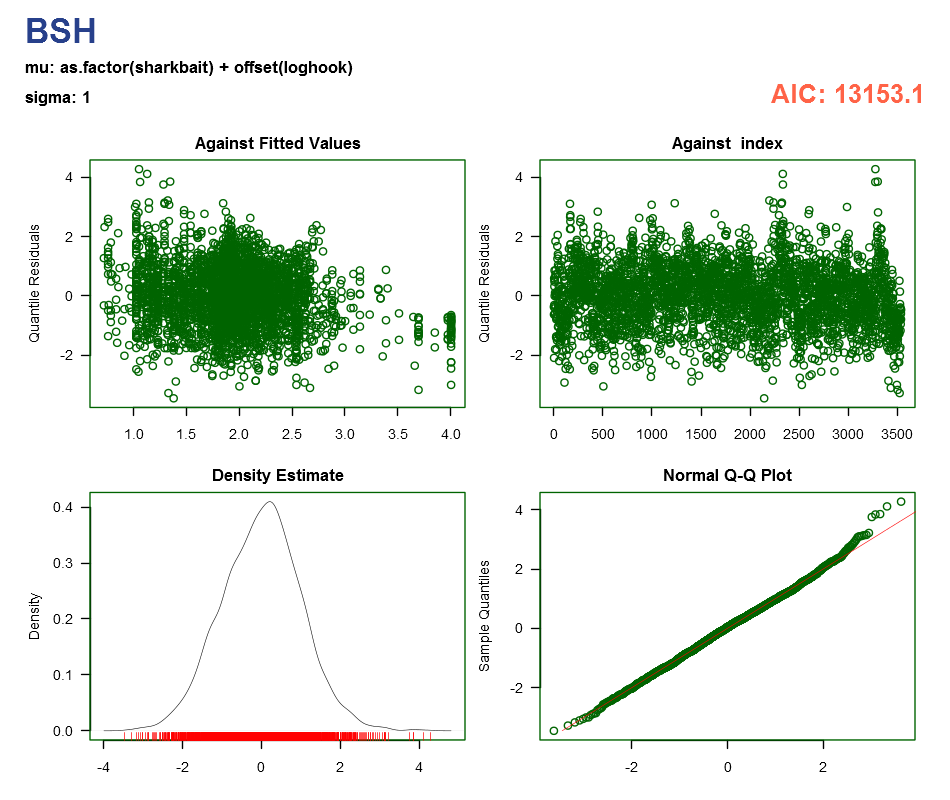 BSH
mu: as.factor(sharkbait) + offset(loghook)
sigma: 1
AIC: 13153.1
Against Fitted Values
Quantile Residuals
4
2
0
-2
1.0 1.5 2.0 2.5 3.0 3.5 4.0
Against index
Quantile Residuals
4
2
0
-2
0 500 1000 1500 2000 2500 3000 3500
Density Estimate
Density
0.4
0.3
0.2
0.1
0.0
-4 -2 0 2 4
Normal Q-Q Plot
Sample Quantiles
4
2
0
-2
-2 0 2